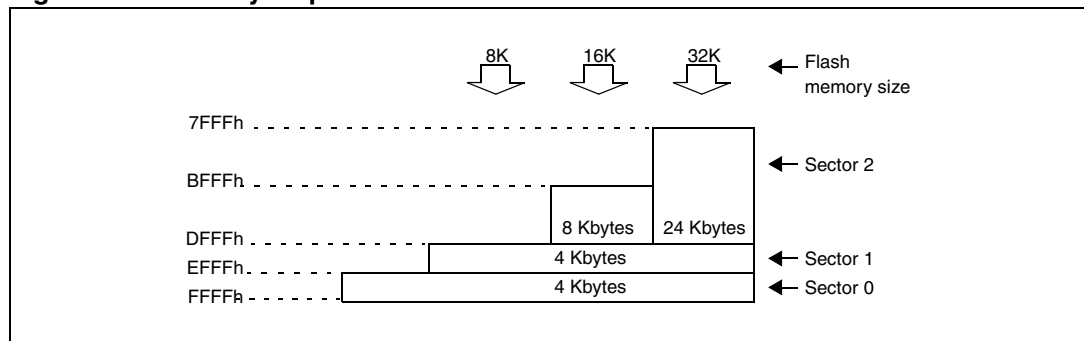 8K 16K 32K
Flash
memory size
7FFFh
Sector 2
BFFFh
8 Kbytes 24 Kbytes
DFFFh
4 Kbytes
Sector 1
EFFFh
4 Kbytes
Sector 0
FFFFh